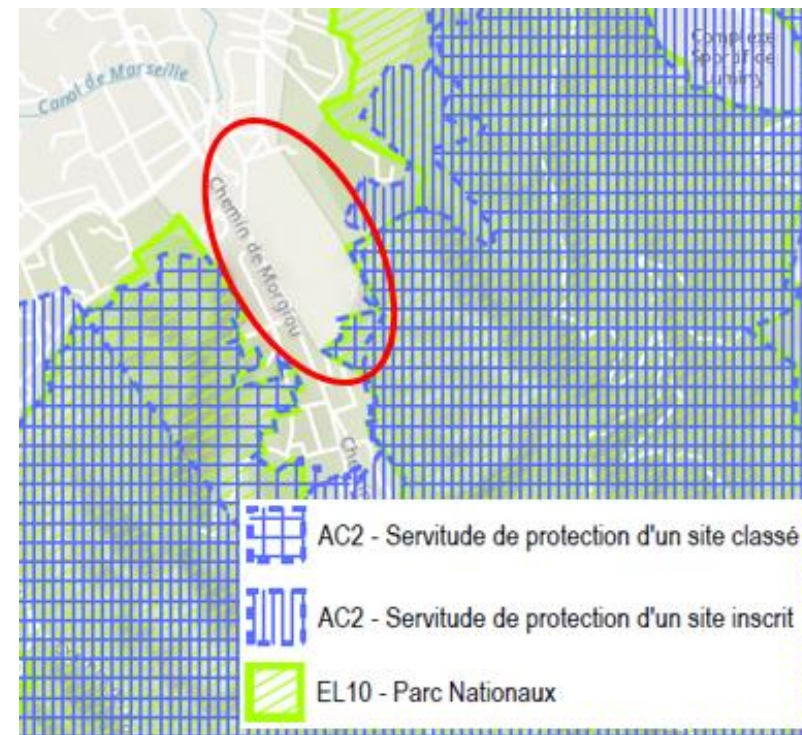 Complexe
Sportif de
Luminy
Canal de Marseille
Chemin de Morgiou
Che
AC2 - Servitude de protection d'un site classé
AC2 - Servitude de protection d'un site inscrit
EL10 - Parc Nationaux